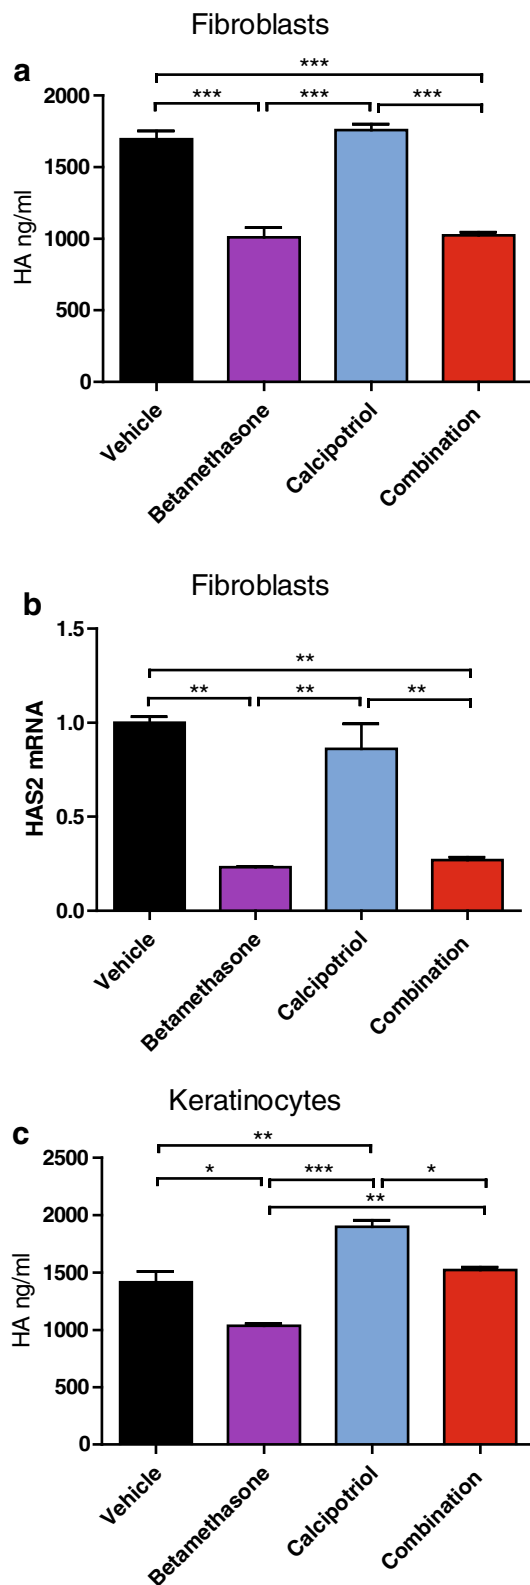 Fibroblasts
a
***
*** *** ***
2000
1500
1000
500
0
HA ng/ml
Vehicle
Betamethasone
Calcipotriol
Combination
Fibroblasts
b
1.5
**
** ** **
1.0
0.5
0.0
HAS2 mRNA
Vehicle
Betamethasone
Calcipotriol
Combination
Keratinocytes
c
**
2500
* *** *
**
2000
1500
1000
500
0
HA ng/ml
Vehicle
Betamethasone
Calcipotriol
Combination